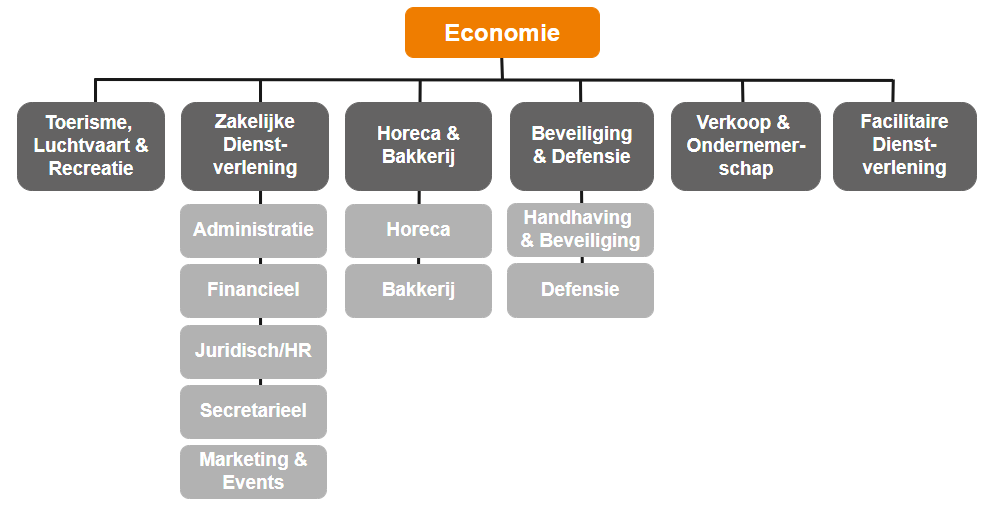 Economie
Toerisme,
Luchtvaart &
Recreatie
Zakelijke
Dienst-
verlening
Horeca &
Bakkerij
Beveiliging
& Defensie
Verkoop &
Ondernemer-
schap
Facilitaire
Dienst-
verlening
Administratie
Financieel
Juridisch/HR
Secretarieel
Marketing &
Events
Horeca
Bakkerij
Handhaving
& Beveiliging
Defensie